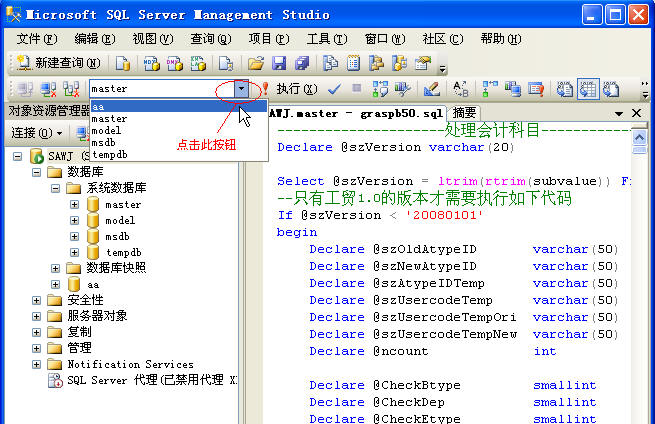 Microsoft SQL Server Management Studio
文件(F) 编辑(E) 视图(V) 查询(Q) 项目(P) 工具(T) 窗口(W) 社区(C) 帮助(H)
新建查询(N)
master
执行(X)
对象资源管理器
aa
master
model
msdb
tempdb
点击此按钮
连接(O)
SAWJ (S
数据库
系统数据库
master
model
msdb
tempdb
数据库快照
aa
安全性
服务器对象
复制
管理
Notification Services
SQL Server 代理(已禁用代理 X
AWJ.master - graspb50.sql 摘要
--------------------处理会计科目-----------
Declare @szVersion varchar(20)
Select @szVersion = ltrim(rtrim(subvalue)) F
--只有工贸1.0的版本才需要执行如下代码
If @szVersion < '20080101'
begin
Declare @szOldAtypeID varchar(50)
Declare @szNewAtypeID varchar(50)
Declare @szAtypeIDTemp varchar(50)
Declare @szUsercodeTemp varchar(50)
Declare @szUsercodeTempOri varchar(50)
Declare @szUsercodeTempNew varchar(50)
Declare @ncount int
Declare @CheckBtype smallint
Declare @CheckDep smallint
Declare @CheckEtype smallint